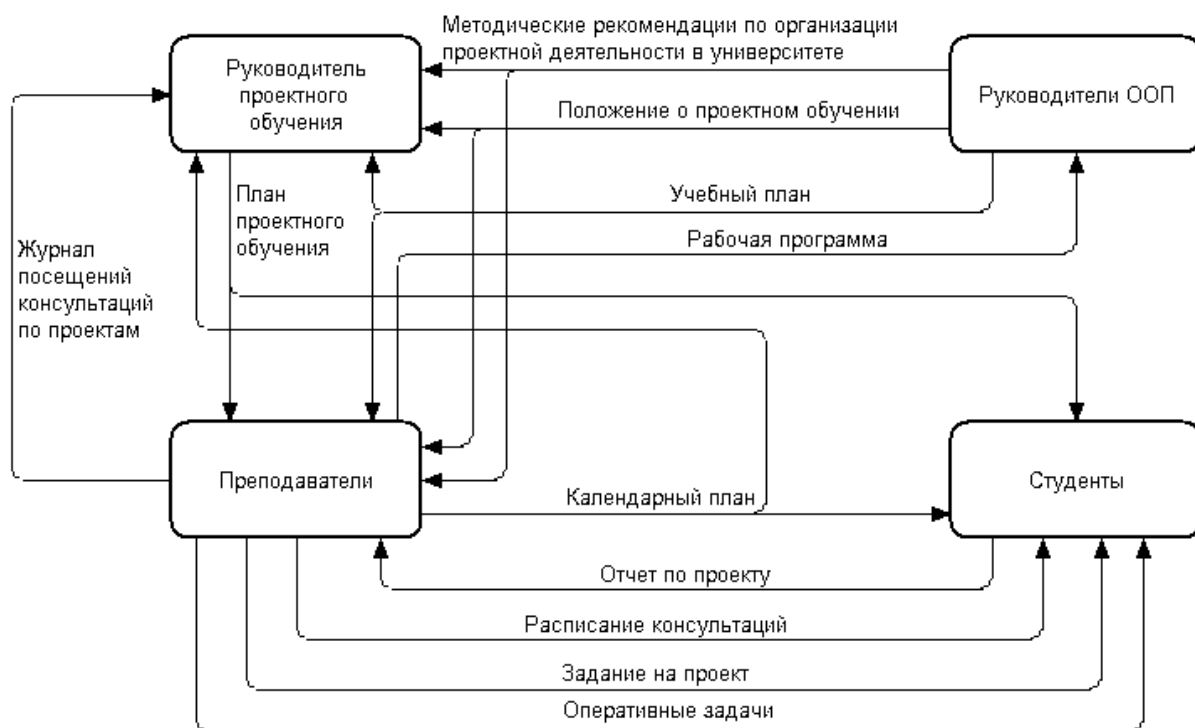 Методические рекомендации по организации
проектной деятельности в университете
Руководитель
проектного
обучения
Руководители ООП
Положение о проектном обучении
План
проектного
обучения
Учебный план
Рабочая программа
Журнал
посещений
консультаций
по проектам
Преподаватели
Календарный план
Студенты
Отчет по проекту
Расписание консультаций
Задание на проект
Оперативные задачи